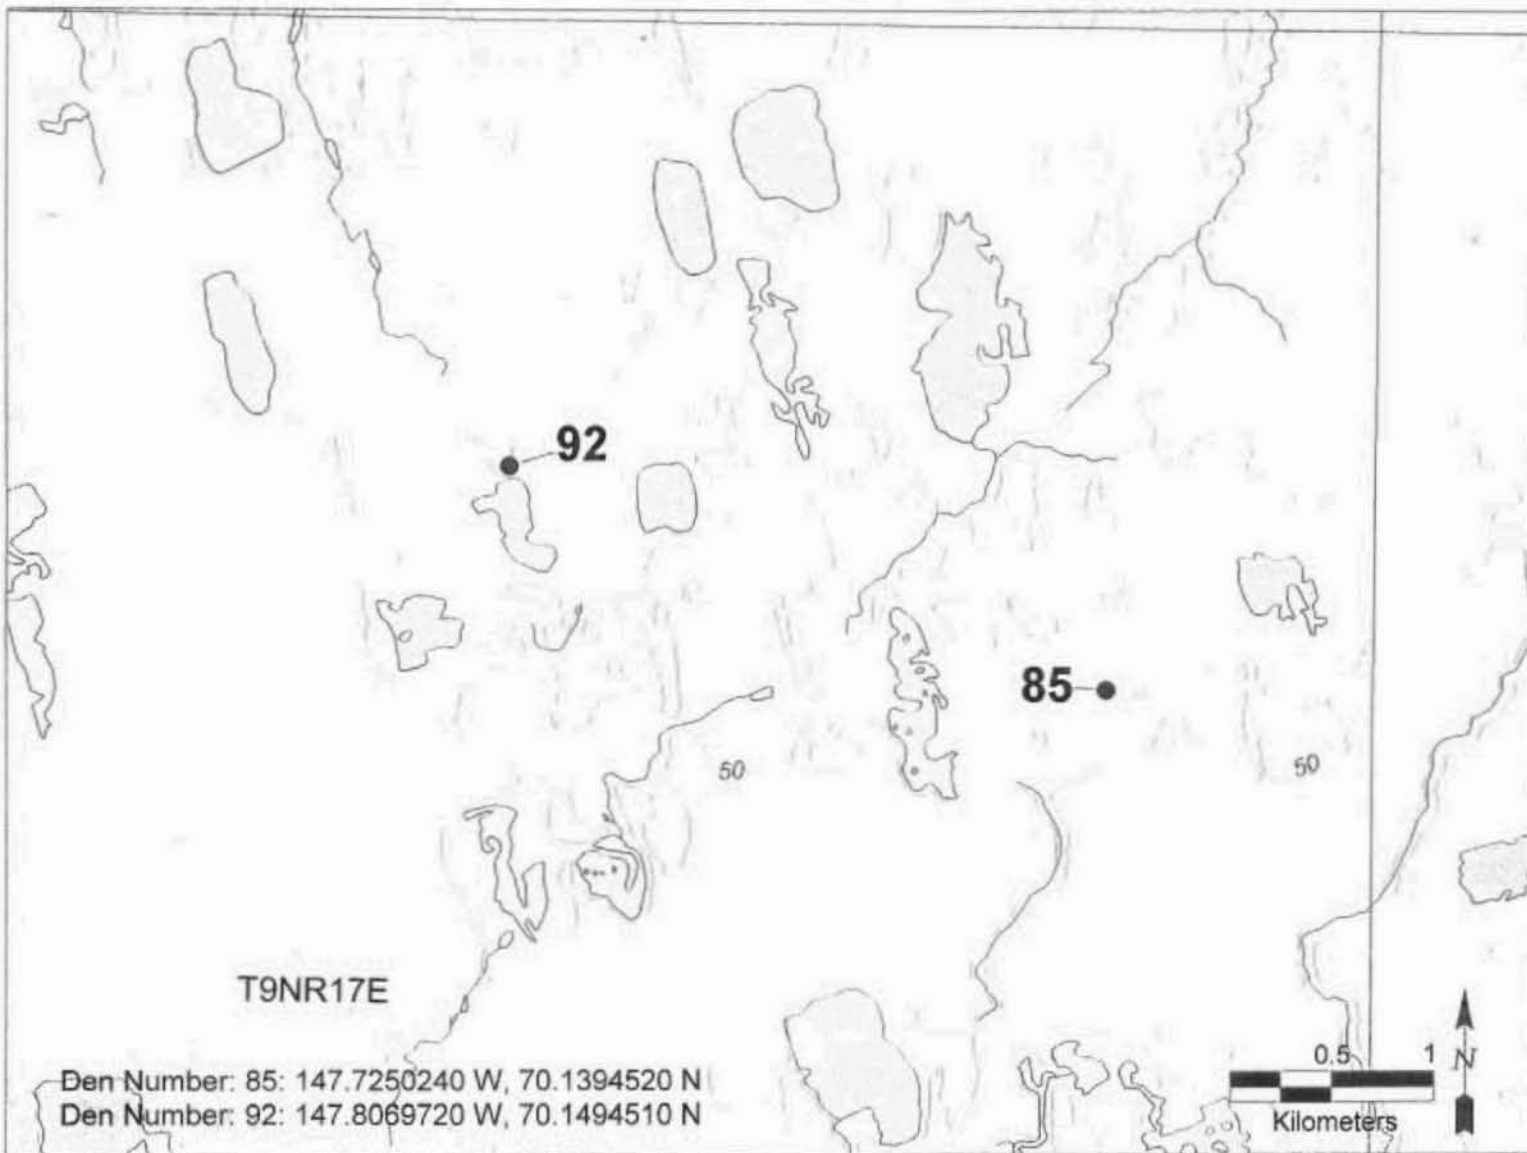 92
85
50
50
T9NR17E
Den Number: 85: 147.7250240 W, 70.1394520 N
Den Number: 92: 147.8069720 W, 70.1494510 N
0.5 1
Kilometers
N